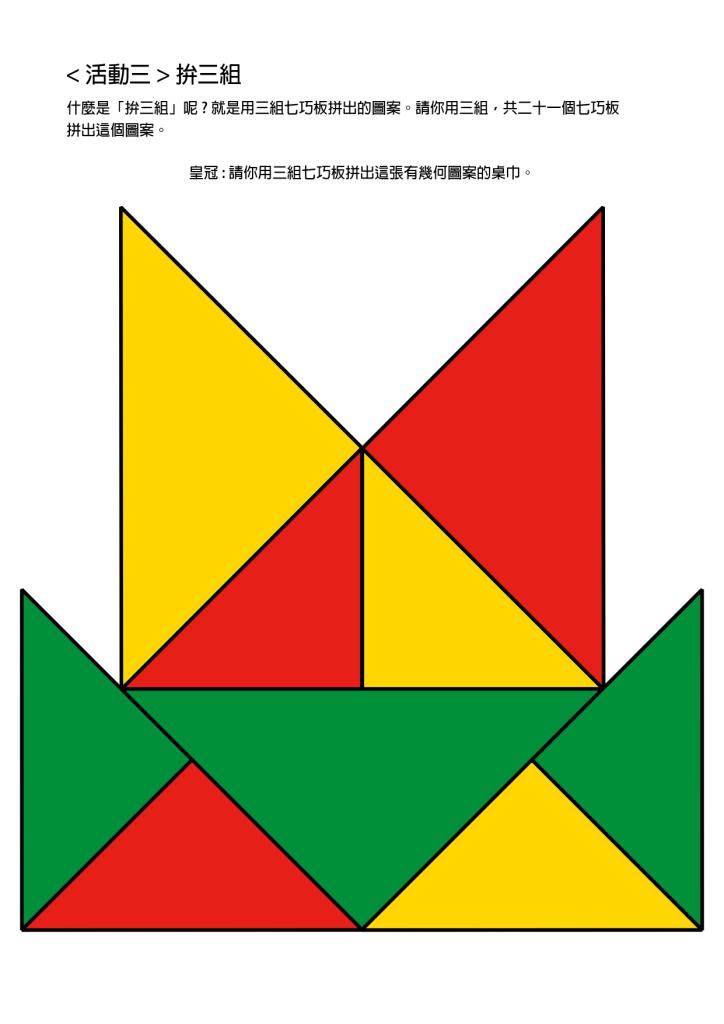 < 活動三 > 拚三組
什麼是「拚三組」呢？就是用三組七巧板拼出的圖案。請你用三組，共二十一個七巧板
拼出這個圖案。
皇冠：請你用三組七巧板拼出這張有幾何圖案的桌巾。